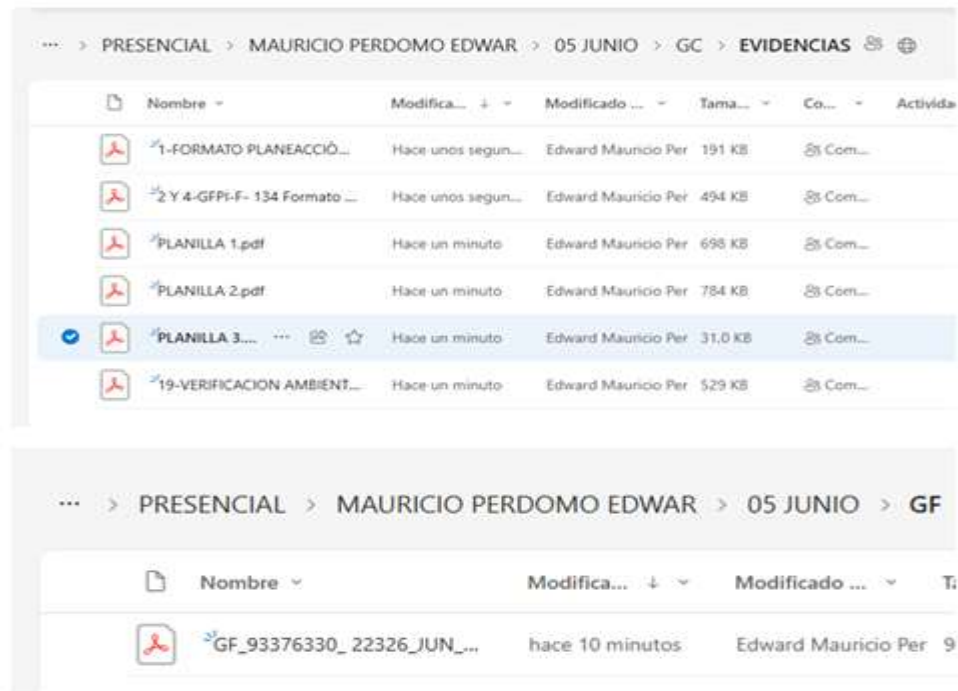 ... > PRESENCIAL > MAURICIO PERDOMO EDWAR > 05 JUNIO > GC > EVIDENCIAS
Nombre Modifica... ↓ Modificado ... Tama... Co... Activida
1-FORMATO PLANEACCIÒ... Hace unos segun... Edward Mauricio Per 191 KB Com...
2 Y 4-GFPI-F- 134 Formato ... Hace unos segun... Edward Mauricio Per 494 KB Com...
PLANILLA 1.pdf Hace un minuto Edward Mauricio Per 698 KB Com...
PLANILLA 2.pdf Hace un minuto Edward Mauricio Per 784 KB Com...
PLANILLA 3.... ... Hace un minuto Edward Mauricio Per 31,0 KB Com...
19-VERIFICACION AMBIENT... Hace un minuto Edward Mauricio Per 529 KB Com...
... > PRESENCIAL > MAURICIO PERDOMO EDWAR > 05 JUNIO > GF
Nombre Modifica... ↓ Modificado ... Ta
GF_93376330_ 22326_JUN_... hace 10 minutos Edward Mauricio Per 9